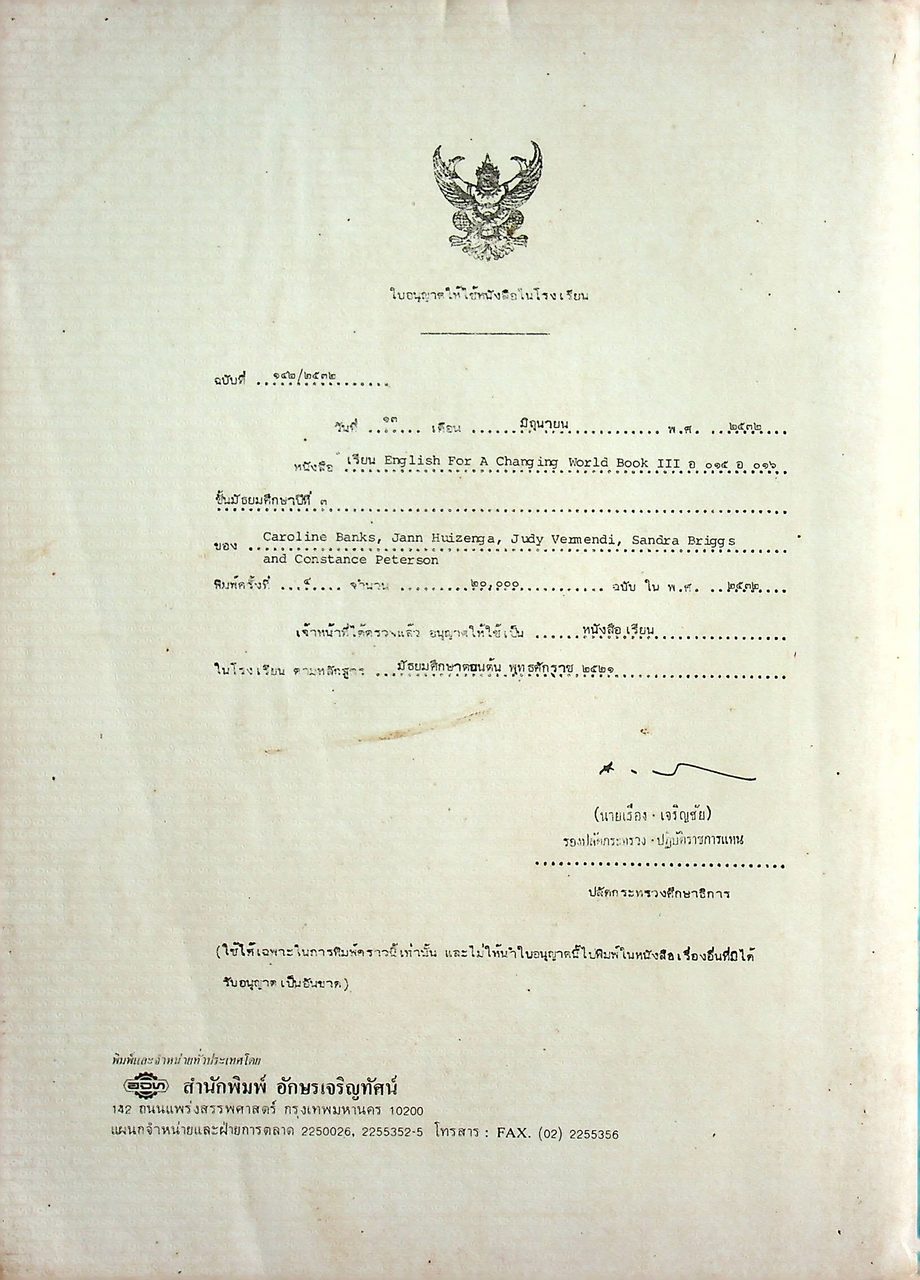 ใบอนุญาตให้ใช้หนังสือในโรงเรียน
ฉบับที่ ๑๔๒/๒๕๓๒
วันที่ ๑๓ เดือน มิถุนายน พ.ศ. ๒๕๓๒
หนังสือ เรียน English For A Changing World Book III อ ๐๑๕ อ ๐๑๖
ชั้นมัธยมศึกษาปีที่ ๓
ของ Caroline Banks, Jann Huizenga, Judy Vermendi, Sandra Briggs
and Constance Peterson
พิมพ์ครั้งที่ จำนวน ๒๐,๐๐๐ ฉบับ ใน พ.ศ. ๒๕๓๒
เจ้าหน้าที่ได้ตรวจแล้ว อนุญาตให้ใช้เป็น หนังสือเรียน
ในโรงเรียน ตามหลักสูตร มัธยมศึกษาตอนต้น พุทธศักราช ๒๕๒๑
(นายเรือง เจริญชัย)
รองปลัดกระทรวง ปฏิบัติราชการแทน
ปลัดกระทรวงศึกษาธิการ
(ใช้ได้เฉพาะในการพิมพ์คราวนี้เท่านั้น และไม่ให้นำใบอนุญาตนี้ไปพิมพ์ในหนังสือเรื่องอื่นที่มิได้
รับอนุญาตเป็นอันขาด)
พิมพ์และจำหน่ายทั่วประเทศโดย
อจท สำนักพิมพ์ อักษรเจริญทัศน์
142 ถนนแพร่งสรรพศาสตร์ กรุงเทพมหานคร 10200
แผนกจำหน่ายและฝ่ายการตลาด 2250026, 2255352-5 โทรสาร : FAX. (02) 2255356